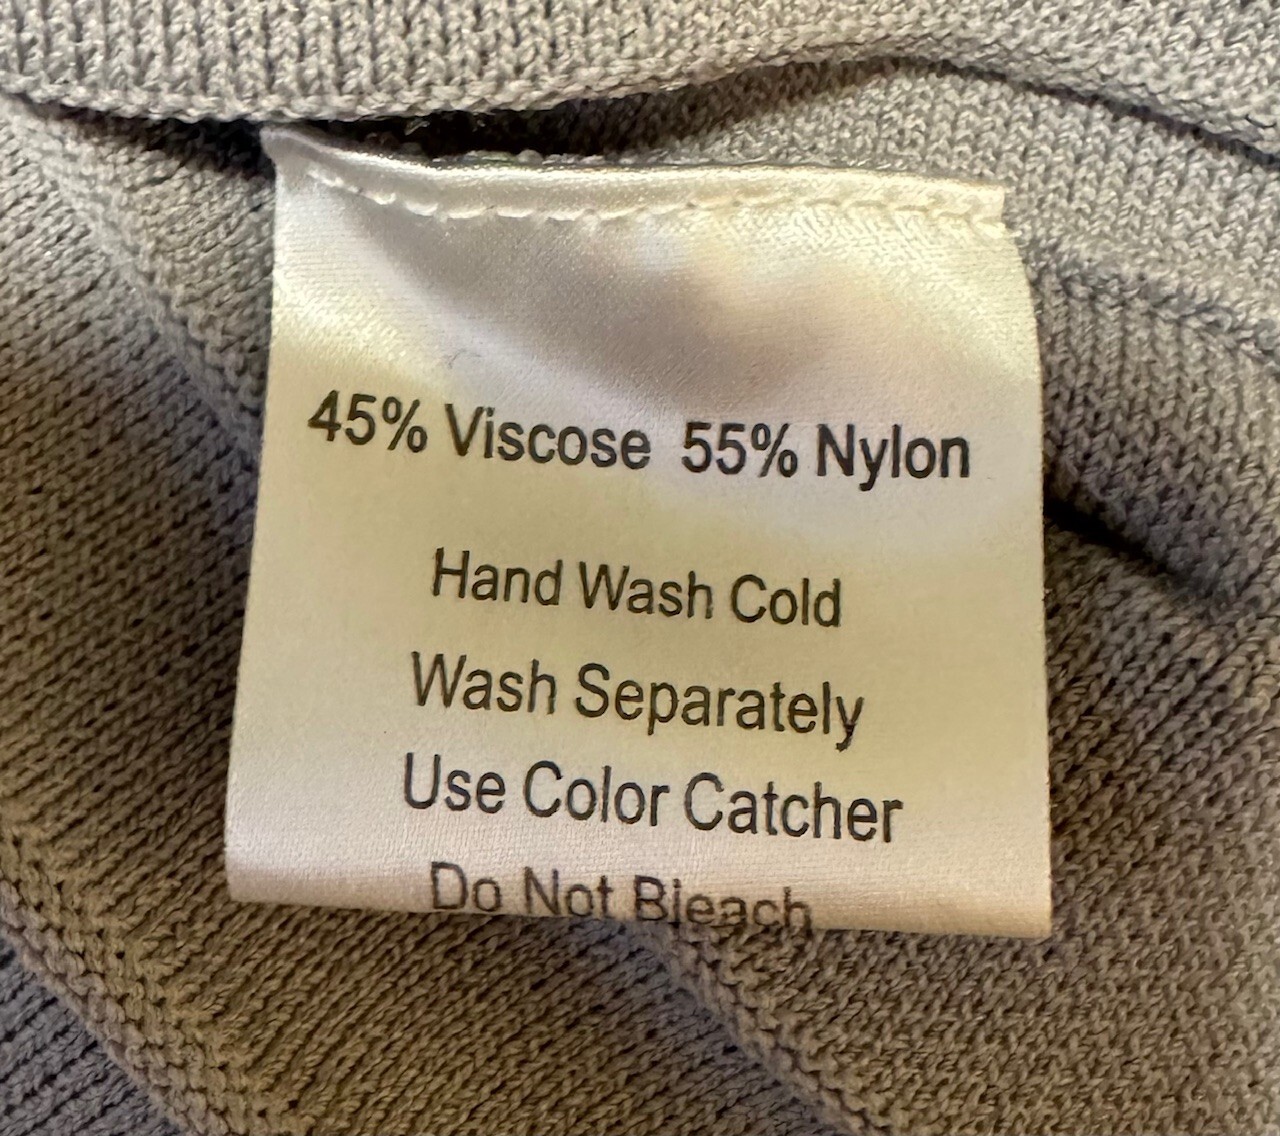 45% Viscose 55% Nylon
Hand Wash Cold
Wash Separately
Use Color Catcher
Do Not Bleach